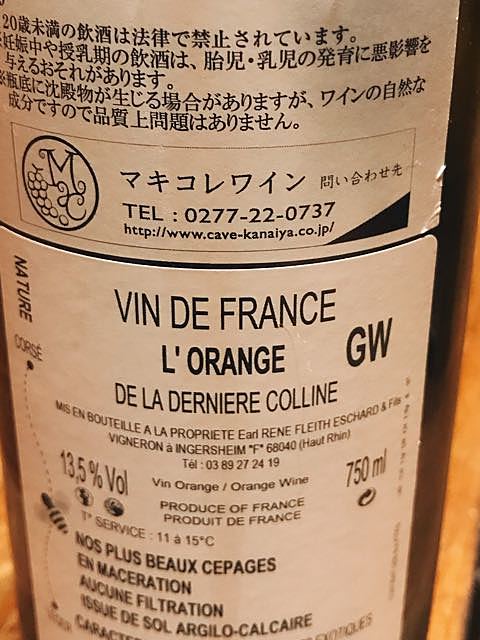 20歳未満の飲酒は法律で禁止されています。
※妊娠中や授乳期の飲酒は、胎児・乳児の発育に悪影響を
与えるおそれがあります。
※瓶底に沈殿物が生じる場合がありますが、ワインの自然な
成分ですので品質上問題はありません。
マキコレワイン 問い合わせ先
TEL : 0277-22-0737
http://www.cave-kanaiya.co.jp/
NATURE
CORSÉ
VIN DE FRANCE
L' ORANGE
GW
DE LA DERNIERE COLLINE
MIS EN BOUTEILLE A LA PROPRIETE Earl RENE FLEITH ESCHARD & Fils
VIGNERON à INGERSHEIM "F" 68040 (Haut Rhin)
Tél : 03 89 27 24 19
13,5 % Vol
Vin Orange / Orange Wine
750 ml
PRODUCE OF FRANCE
PRODUIT DE FRANCE
T° SERVICE : 11 à 15°C
NOS PLUS BEAUX CEPAGES
EN MACERATION
AUCUNE FILTRATION
ISSUE DE SOL ARGILO-CALCAIRE
EXOTIQUES